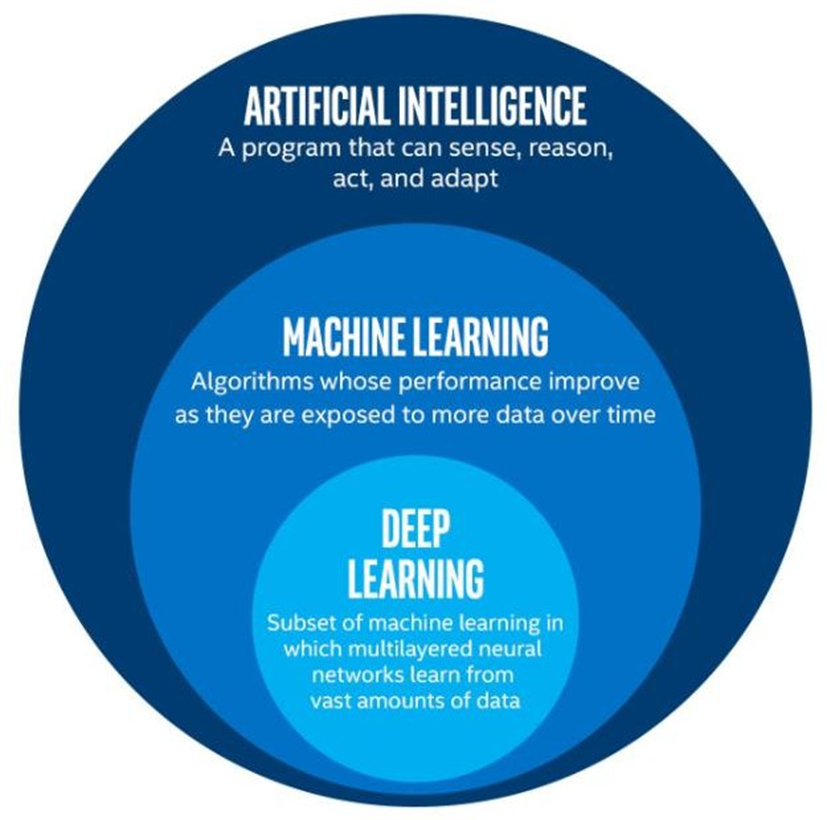 ARTIFICIAL INTELLIGENCE
A program that can sense, reason,
act, and adapt
MACHINE LEARNING
Algorithms whose performance improve
as they are exposed to more data over time
DEEP
LEARNING
Subset of machine learning in
which multilayered neural
networks learn from
vast amounts of data